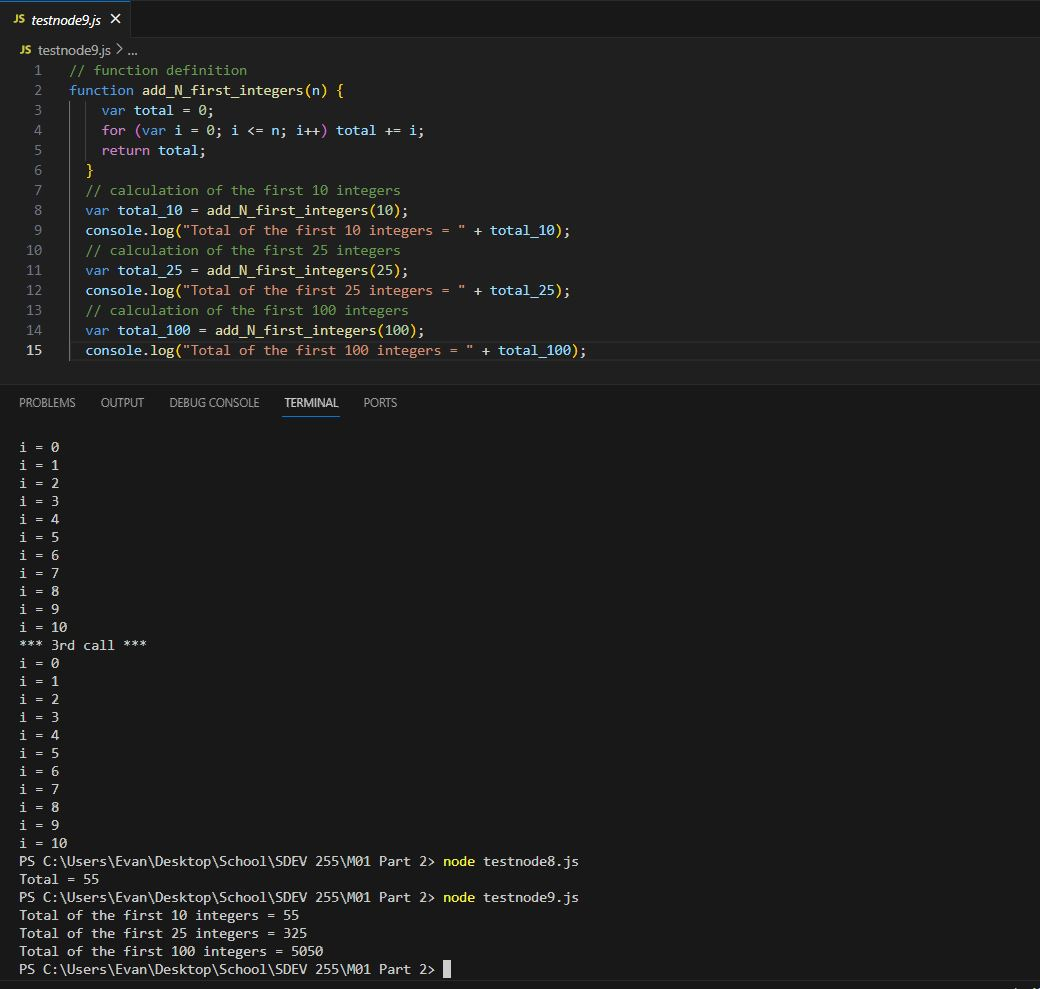 JS testnode9.js ×
JS testnode9.js > ...
1 // function definition
2 function add_N_first_integers(n) {
3     var total = 0;
4     for (var i = 0; i <= n; i++) total += i;
5     return total;
6   }
7   // calculation of the first 10 integers
8   var total_10 = add_N_first_integers(10);
9   console.log("Total of the first 10 integers = " + total_10);
10   // calculation of the first 25 integers
11   var total_25 = add_N_first_integers(25);
12   console.log("Total of the first 25 integers = " + total_25);
13   // calculation of the first 100 integers
14   var total_100 = add_N_first_integers(100);
15   console.log("Total of the first 100 integers = " + total_100);
PROBLEMS OUTPUT DEBUG CONSOLE TERMINAL PORTS
i = 0
i = 1
i = 2
i = 3
i = 4
i = 5
i = 6
i = 7
i = 8
i = 9
i = 10
*** 3rd call ***
i = 0
i = 1
i = 2
i = 3
i = 4
i = 5
i = 6
i = 7
i = 8
i = 9
i = 10
PS C:\Users\Evan\Desktop\School\SDEV 255\M01 Part 2> node testnode8.js
Total = 55
PS C:\Users\Evan\Desktop\School\SDEV 255\M01 Part 2> node testnode9.js
Total of the first 10 integers = 55
Total of the first 25 integers = 325
Total of the first 100 integers = 5050
PS C:\Users\Evan\Desktop\School\SDEV 255\M01 Part 2>